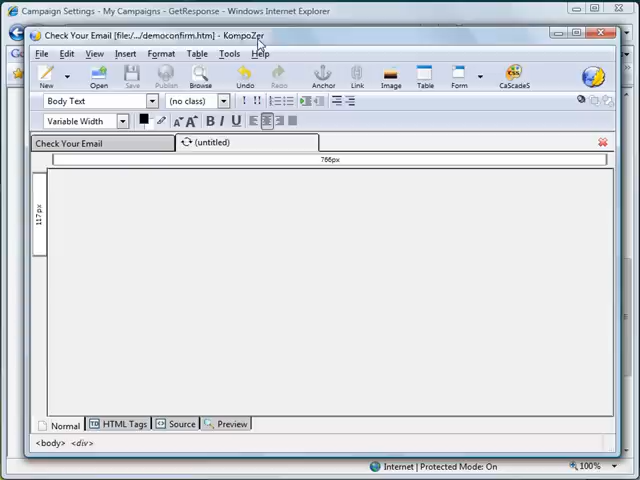 Campaign Settings - My Campaigns - GetResponse - Windows Internet Explorer
Check Your Email [file:/.../democonfirm.htm] - KompoZer
File Edit View Insert Format Table Tools Help
New Open Save Publish Browse Undo Redo Anchor Link Image Table Form CaScadeS
CSS
Body Text (no class) ! !!
Variable Width A A B I U
Check Your Email (untitled)
766px
117px
Normal HTML Tags Source Preview
<body> <div>
Internet | Protected Mode: On 100%